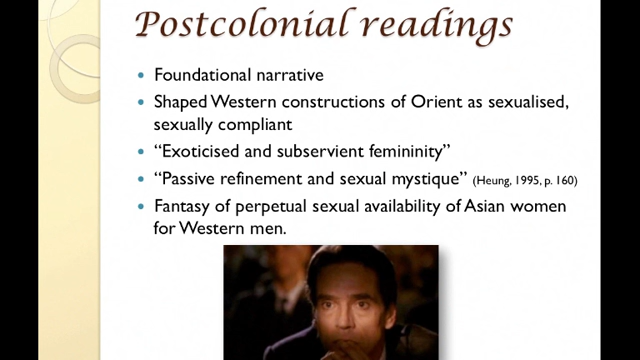 Postcolonial readings
• Foundational narrative
• Shaped Western constructions of Orient as sexualised,
sexually compliant
• “Exoticised and subservient femininity”
• “Passive refinement and sexual mystique” (Heung, 1995, p. 160)
• Fantasy of perpetual sexual availability of Asian women
for Western men.